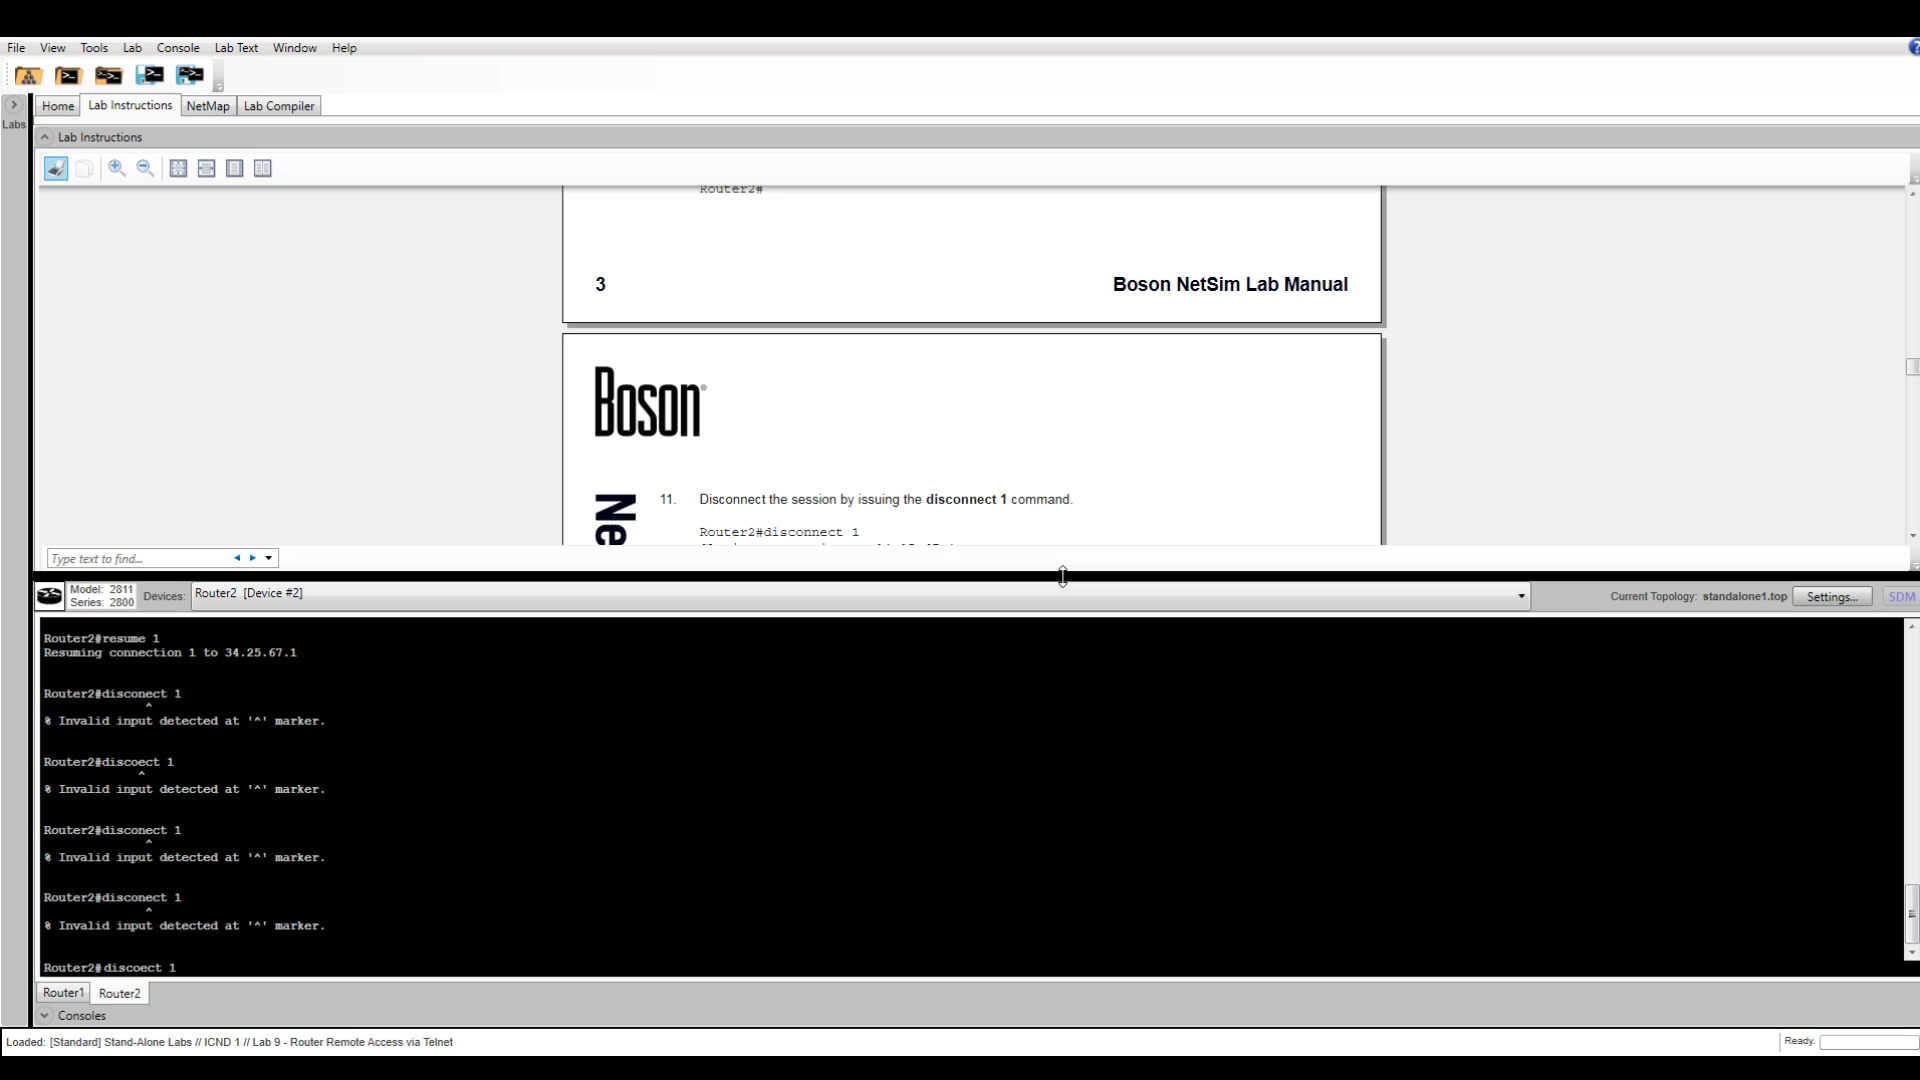 File View Tools Lab Console Lab Text Window Help
Labs
Home Lab Instructions NetMap Lab Compiler
Lab Instructions
Router2#
3 Boson NetSim Lab Manual
Boson®
Ne
11. Disconnect the session by issuing the disconnect 1 command.
Router2#disconnect 1
Type text to find...
Model: 2811
Series: 2800
Devices: Router2 [Device #2]
Current Topology: standalone1.top Settings... SDM
Router2#resume 1
Resuming connection 1 to 34.25.67.1
Router2#disconect 1
^
% Invalid input detected at '^' marker.
Router2#discoect 1
^
% Invalid input detected at '^' marker.
Router2#disconect 1
^
% Invalid input detected at '^' marker.
Router2#disconect 1
^
% Invalid input detected at '^' marker.
Router2#discoect 1
Router1 Router2
Consoles
Loaded: [Standard] Stand-Alone Labs // ICND 1 // Lab 9 - Router Remote Access via Telnet
Ready.